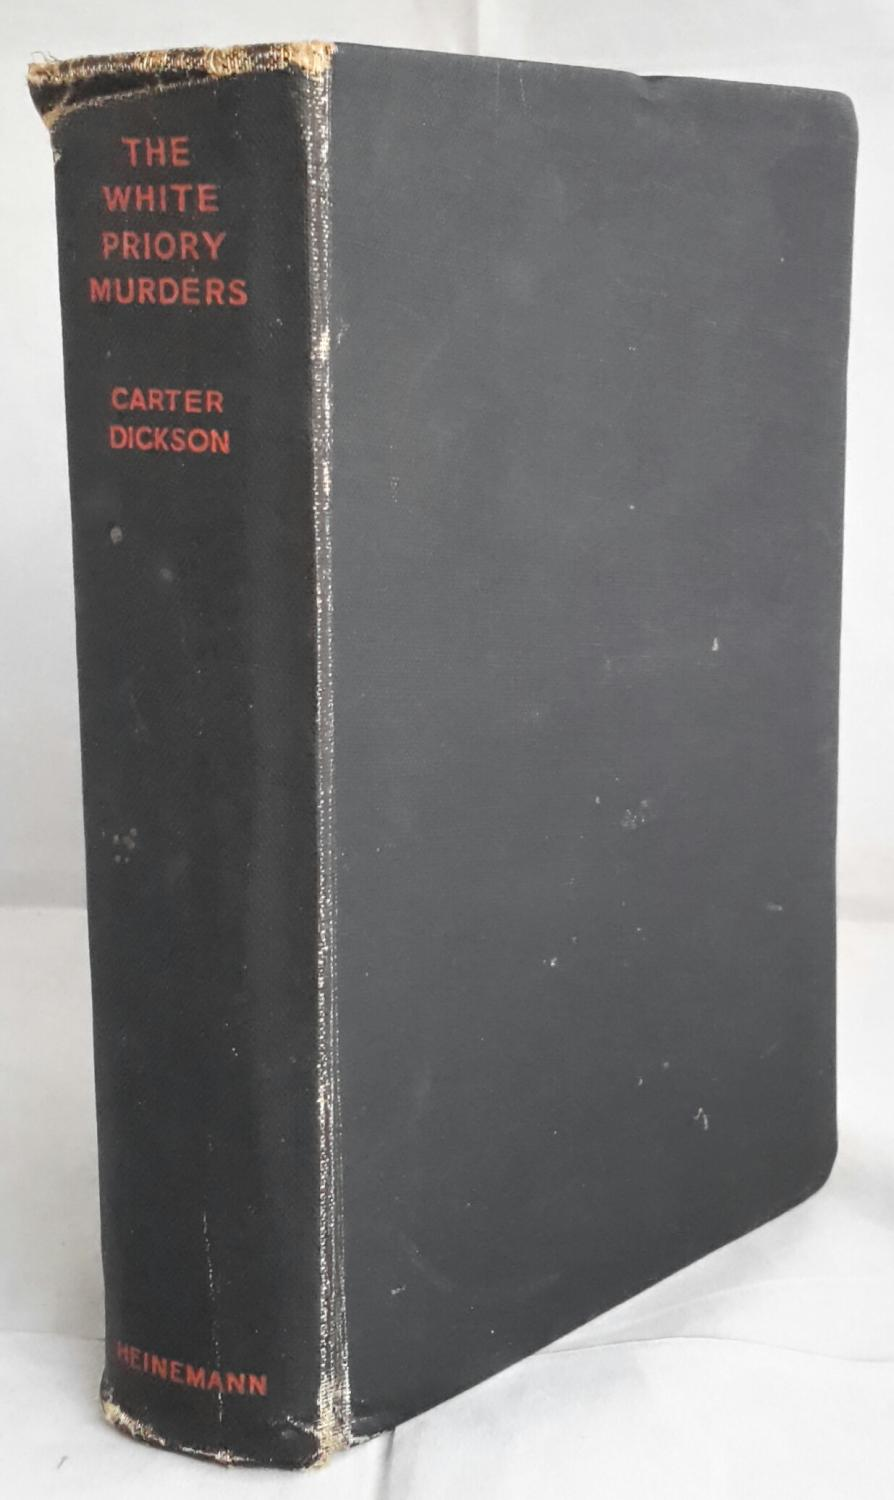 THE
WHITE
PRIORY
MURDERS
CARTER
DICKSON
HEINEMANN